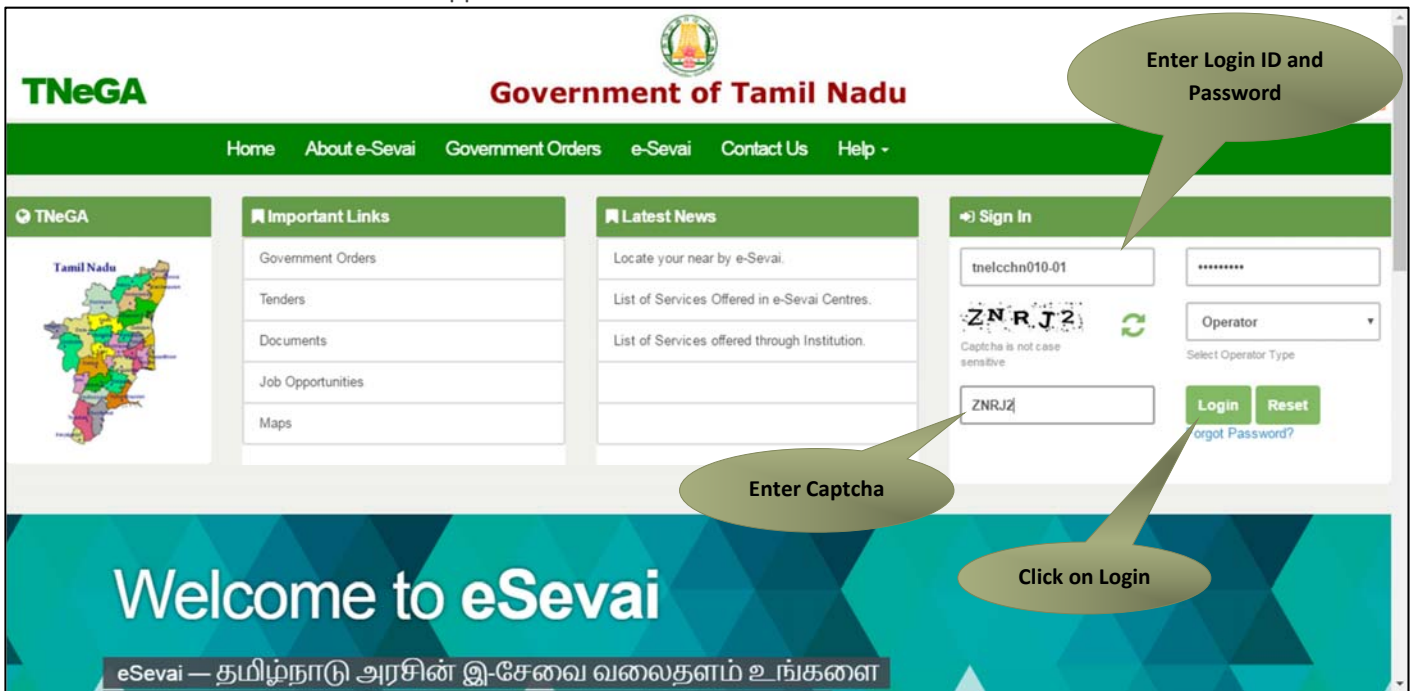 Enter Login ID and
Password
TNeGA
Government of Tamil Nadu
Home About e-Sevai Government Orders e-Sevai Contact Us Help
TNeGA
Tamil Nadu
Important Links
Government Orders
Tenders
Documents
Job Opportunities
Maps
Latest News
Locate your near by e-Sevai.
List of Services Offered in e-Sevai Centres.
List of Services offered through Institution.
Sign In
tnelcchn010-01
•••••••••
ZNRJ2
Captcha is not case
sensitive
Operator
Select Operator Type
ZNRJ2
Login Reset
orgot Password?
Enter Captcha
Click on Login
Welcome to eSevai
eSevai — தமிழ்நாடு அரசின் இ-சேவை வலைதளம் உங்களை